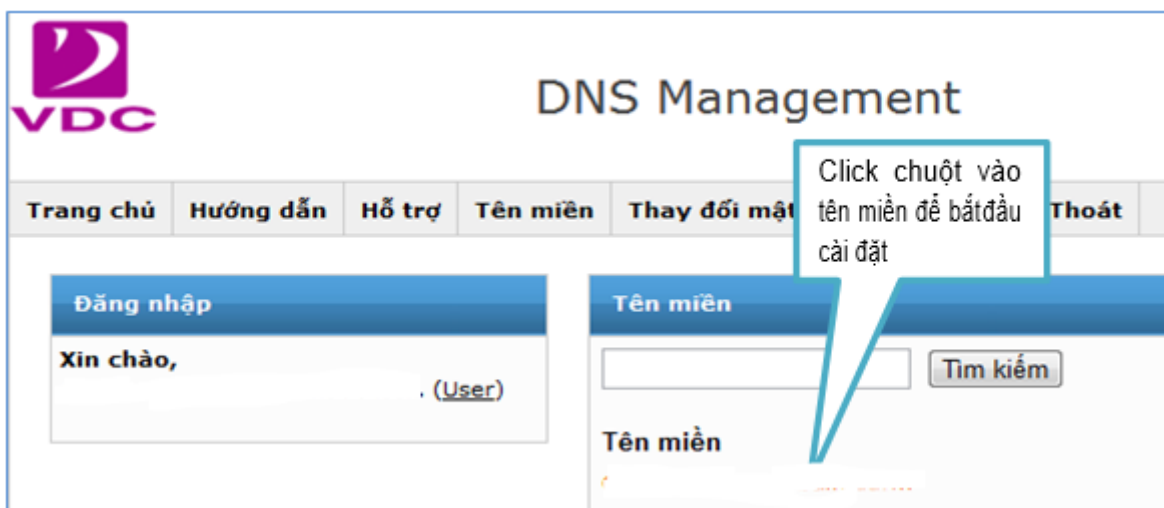 VDC
DNS Management
Trang chủ Hướng dẫn Hỗ trợ Tên miền Thay đổi mật Thoát
Click chuột vào
tên miền để bắtđầu
cài đặt
Đăng nhập
Xin chào,
. (User)
Tên miền
Tìm kiếm
Tên miền